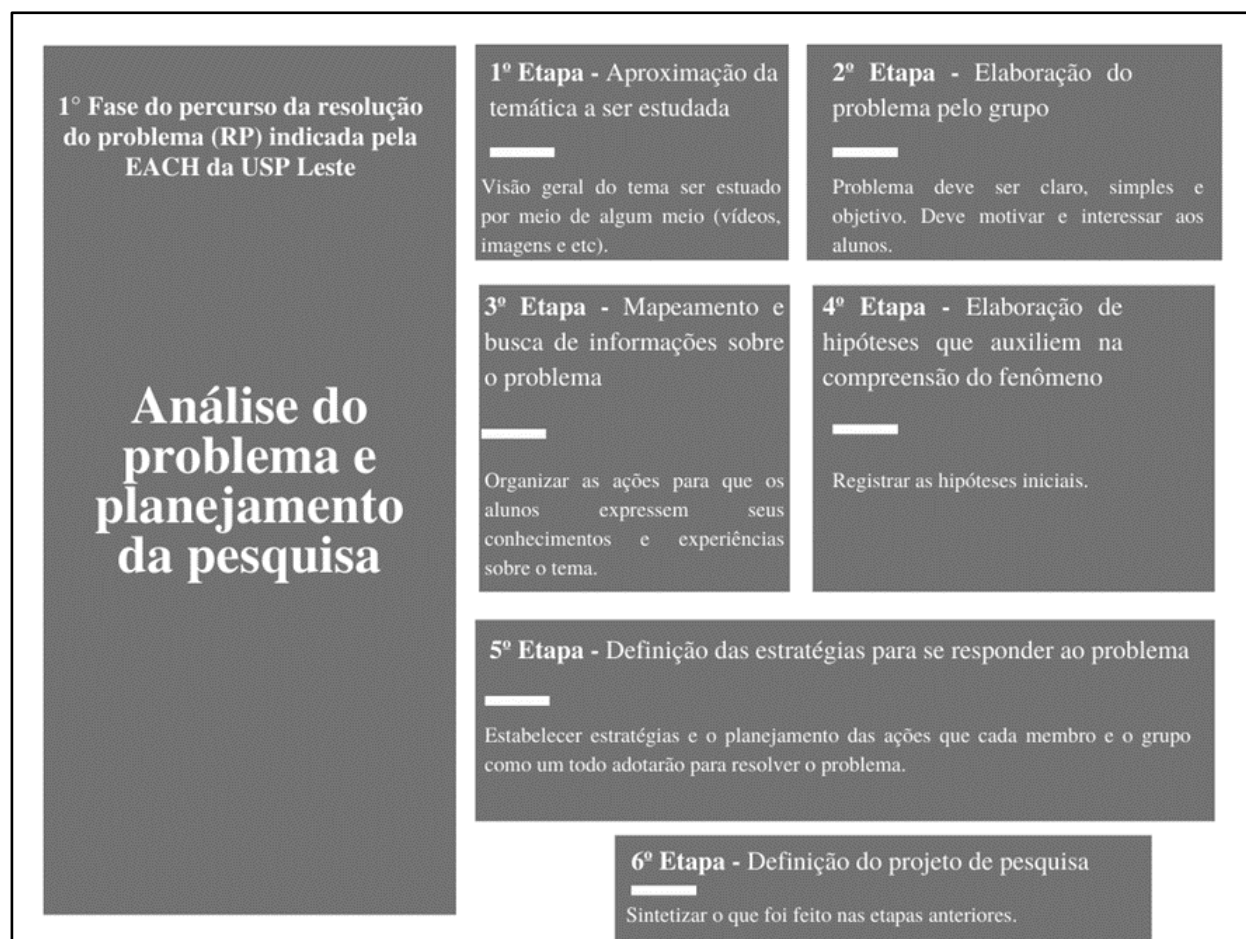 1° Fase do percurso da resolução
do problema (RP) indicada pela
EACH da USP Leste
Análise do
problema e
planejamento
da pesquisa
1º Etapa - Aproximação da
temática a ser estudada
Visão geral do tema ser estuado
por meio de algum meio (vídeos,
imagens e etc).
2º Etapa - Elaboração do
problema pelo grupo
Problema deve ser claro, simples e
objetivo. Deve motivar e interessar aos
alunos.
3º Etapa - Mapeamento e
busca de informações sobre
o problema
Organizar as ações para que os
alunos expressem seus
conhecimentos e experiências
sobre o tema.
4º Etapa - Elaboração de
hipóteses que auxiliem na
compreensão do fenômeno
Registrar as hipóteses iniciais.
5º Etapa - Definição das estratégias para se responder ao problema
Estabelecer estratégias e o planejamento das ações que cada membro e o grupo
como um todo adotarão para resolver o problema.
6º Etapa - Definição do projeto de pesquisa
Sintetizar o que foi feito nas etapas anteriores.